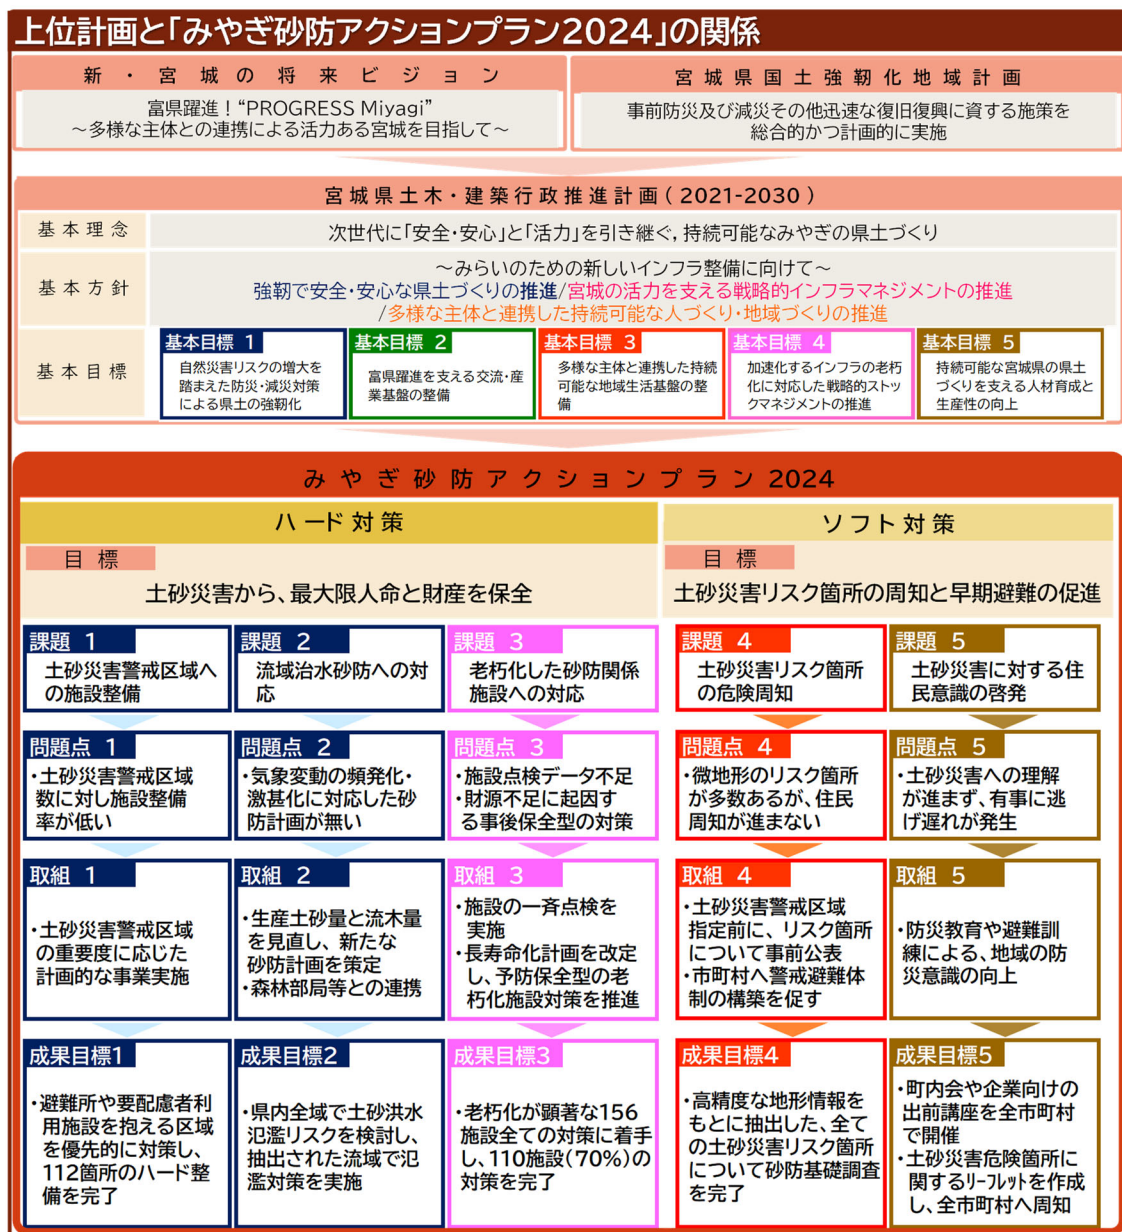 上位計画と「みやぎ砂防アクションプラン2024」の関係
新・宮城の将来ビジョン
富県躍進！“PROGRESS Miyagi”
～多様な主体との連携による活力ある宮城を目指して～
宮城県国土強靭化地域計画
事前防災及び減災その他迅速な復旧復興に資する施策を
総合的かつ計画的に実施
宮城県土木・建築行政推進計画(2021-2030)
基本理念
次世代に「安全・安心」と「活力」を引き継ぐ,持続可能なみやぎの県土づくり
基本方針
～みらいのための新しいインフラ整備に向けて～
強靭で安全・安心な県土づくりの推進/宮城の活力を支える戦略的インフラマネジメントの推進
/多様な主体と連携した持続可能な人づくり・地域づくりの推進
基本目標
基本目標 1
自然災害リスクの増大を
踏まえた防災・減災対策
による県土の強靭化
基本目標 2
富県躍進を支える交流・産
業基盤の整備
基本目標 3
多様な主体と連携した持続
可能な地域生活基盤の整
備
基本目標 4
加速化するインフラの老朽
化に対応した戦略的ストッ
クマネジメントの推進
基本目標 5
持続可能な宮城県の県土
づくりを支える人材育成と
生産性の向上
みやぎ砂防アクションプラン2024
ハード対策
目標
土砂災害から、最大限人命と財産を保全
ソフト対策
目標
土砂災害リスク箇所の周知と早期避難の促進
課題 1
土砂災害警戒区域へ
の施設整備
課題 2
流域治水砂防への対
応
課題 3
老朽化した砂防関係
施設への対応
課題 4
土砂災害リスク箇所
の危険周知
課題 5
土砂災害に対する住
民意識の啓発
問題点 1
・土砂災害警戒区域
数に対し施設整備
率が低い
問題点 2
・気象変動の頻発化・
激甚化に対応した砂
防計画が無い
問題点 3
・施設点検データ不足
・財源不足に起因す
る事後保全型の対策
問題点 4
・微地形のリスク箇所
が多数あるが、住民
周知が進まない
問題点 5
・土砂災害への理解
が進まず、有事に逃
げ遅れが発生
取組 1
・土砂災害警戒区域
の重要度に応じた
計画的な事業実施
取組 2
・生産土砂量と流木量
を見直し、新たな
砂防計画を策定
・森林部局等との連携
取組 3
・施設の一斉点検を
実施
・長寿命化計画を改定
し、予防保全型の老
朽化施設対策を推進
取組 4
・土砂災害警戒区域
指定前に、リスク箇所
について事前公表
・市町村へ警戒避難体
制の構築を促す
取組 5
・防災教育や避難訓
練による、地域の防
災意識の向上
成果目標1
・避難所や要配慮者利
用施設を抱える区域
を優先的に対策し、
112箇所のハード整
備を完了
成果目標2
・県内全域で土砂洪水
氾濫リスクを検討し、
抽出された流域で氾
濫対策を実施
成果目標3
・老朽化が顕著な156
施設全ての対策に着手
し、110施設(70%)の
対策を完了
成果目標4
・高精度な地形情報を
もとに抽出した、全て
の土砂災害リスク箇所
について砂防基礎調査
を完了
成果目標5
・町内会や企業向けの
出前講座を全市町村
で開催
・土砂災害危険箇所に
関するリーフレットを作成
し、全市町村へ周知